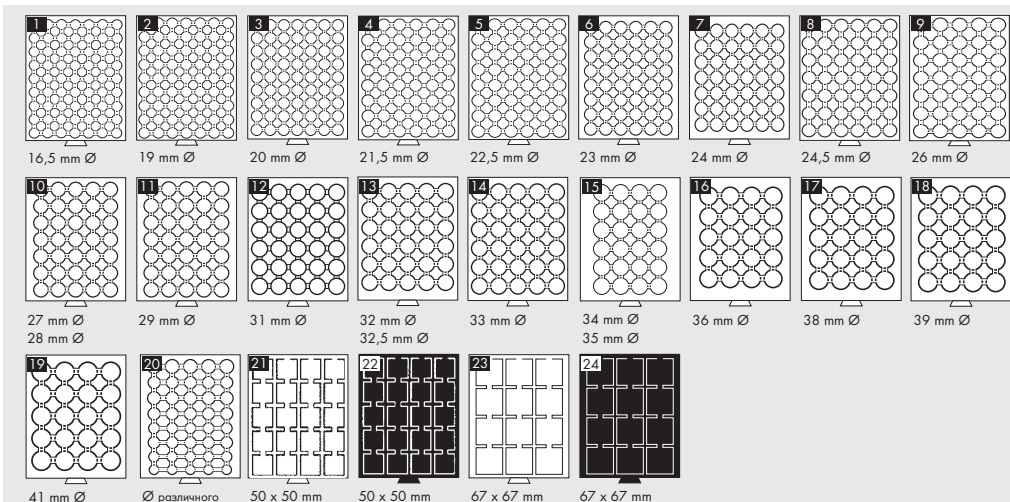 1 2 3 4 5 6 7 8 9
16,5 mm Ø 19 mm Ø 20 mm Ø 21,5 mm Ø 22,5 mm Ø 23 mm Ø 24 mm Ø 24,5 mm Ø 26 mm Ø
10 11 12 13 14 15 16 17 18
27 mm Ø 29 mm Ø 31 mm Ø 32 mm Ø 33 mm Ø 34 mm Ø 36 mm Ø 38 mm Ø 39 mm Ø
28 mm Ø 32,5 mm Ø 35 mm Ø
19 20 21 22 23 24
41 mm Ø Ø различного 50 x 50 mm 50 x 50 mm 67 x 67 mm 67 x 67 mm